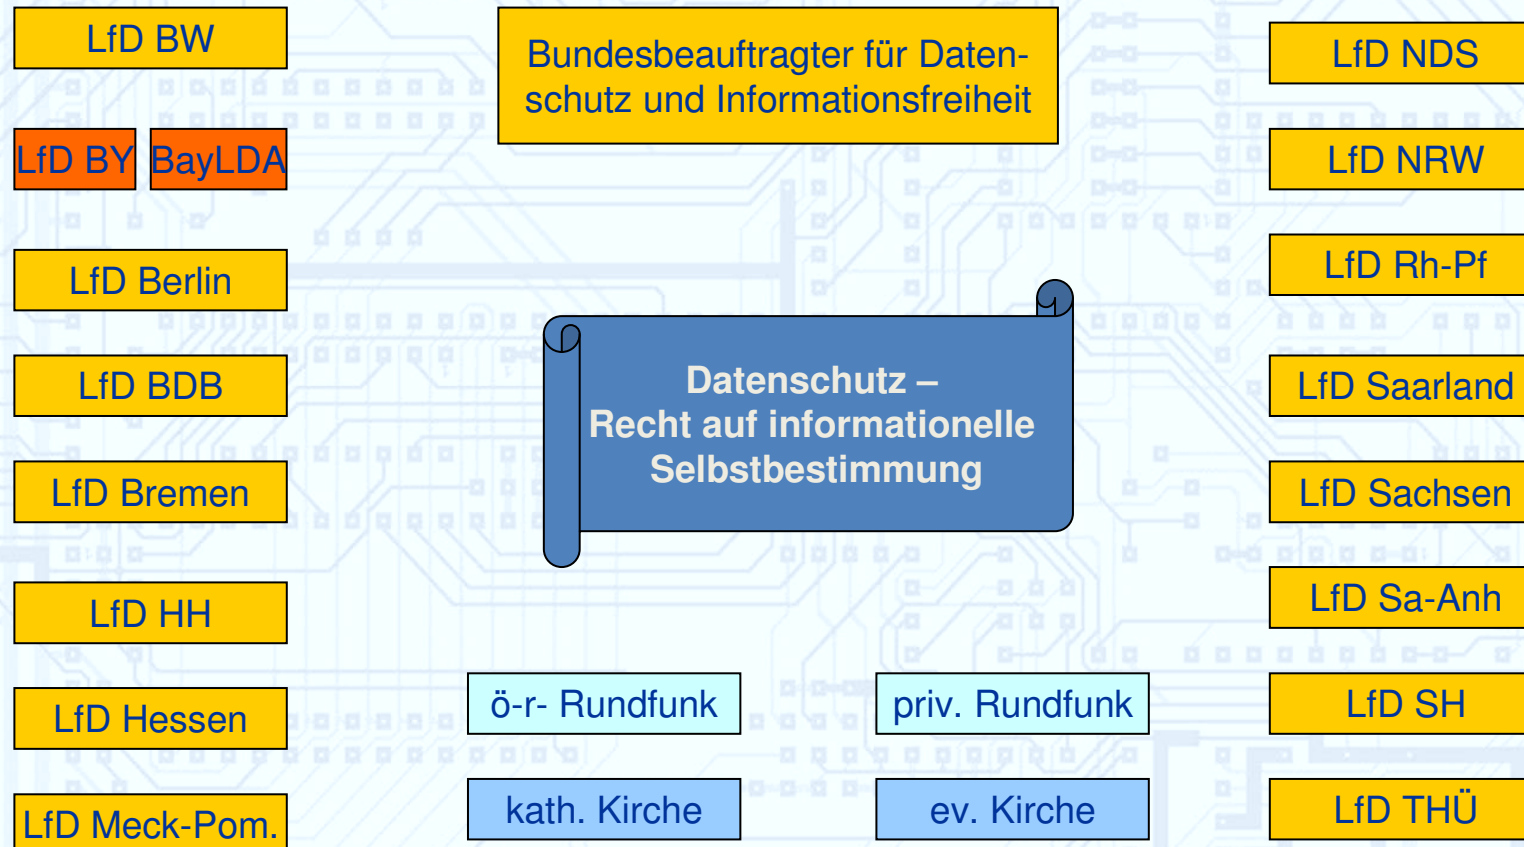 LfD BW
LfD BY
BayLDA
LfD Berlin
LfD BDB
LfD Bremen
LfD HH
LfD Hessen
LfD Meck-Pom.
Bundesbeauftragter für Daten-
schutz und Informationsfreiheit
Datenschutz –
Recht auf informationelle
Selbstbestimmung
ö-r- Rundfunk
priv. Rundfunk
kath. Kirche
ev. Kirche
LfD NDS
LfD NRW
LfD Rh-Pf
LfD Saarland
LfD Sachsen
LfD Sa-Anh
LfD SH
LfD THÜ